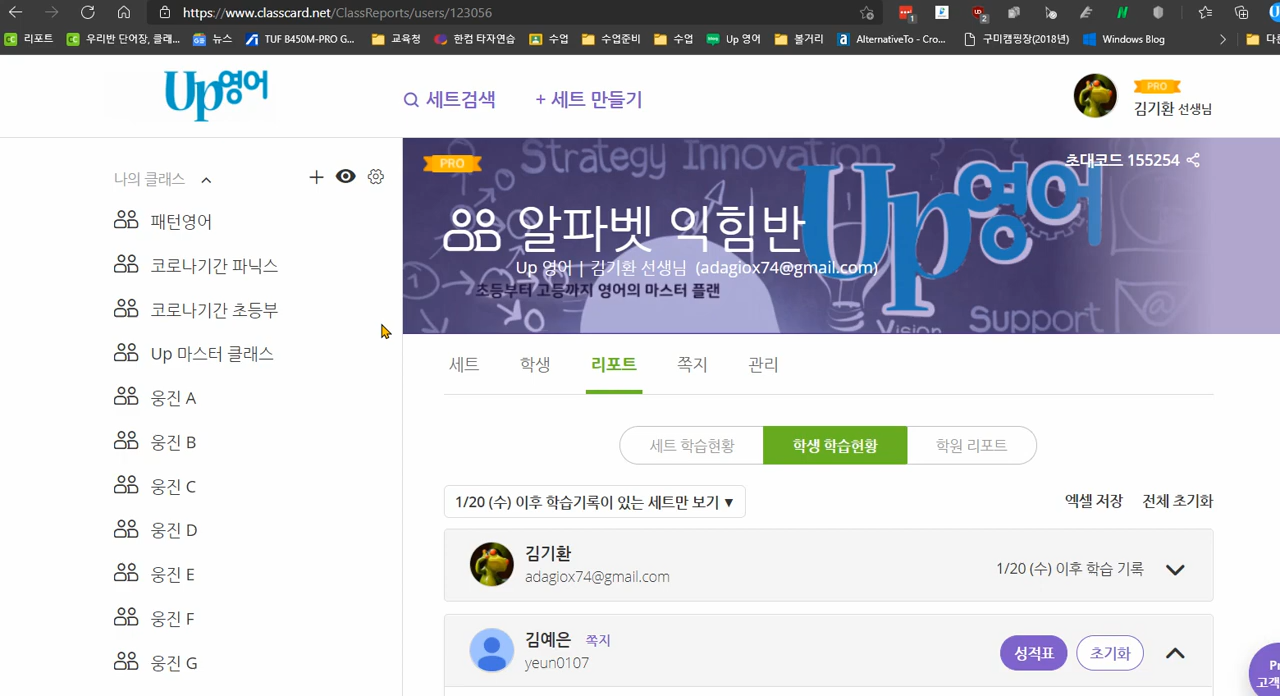 https://www.classcard.net/ClassReports/users/123056
1
2
리포트
우리반 단어장, 클래...
뉴스
TUF B450M-PRO G...
교육청
한컴 타자연습
수업
수업준비
수업
Up 영어
볼거리
AlternativeTo - Cro...
구미캠핑장(2018년)
Windows Blog
Up영어
세트검색
+ 세트 만들기
PRO
김기환 선생님
나의 클래스
패턴영어
코로나기간 파닉스
코로나기간 초등부
Up 마스터 클래스
웅진 A
웅진 B
웅진 C
웅진 D
웅진 E
웅진 F
웅진 G
PRO
Strategy Innovation
초대코드 155254
알파벳 익힘반
Up영어
Up 영어 | 김기환 선생님 (adagiox74@gmail.com)
초등부터 고등까지 영어의 마스터 플랜
Vision
Support
세트
학생
리포트
쪽지
관리
세트 학습현황
학생 학습현황
학원 리포트
1/20 (수) 이후 학습기록이 있는 세트만 보기 ▼
엑셀 저장
전체 초기화
김기환
adagiox74@gmail.com
1/20 (수) 이후 학습 기록
김예은 쪽지
yeun0107
성적표
초기화